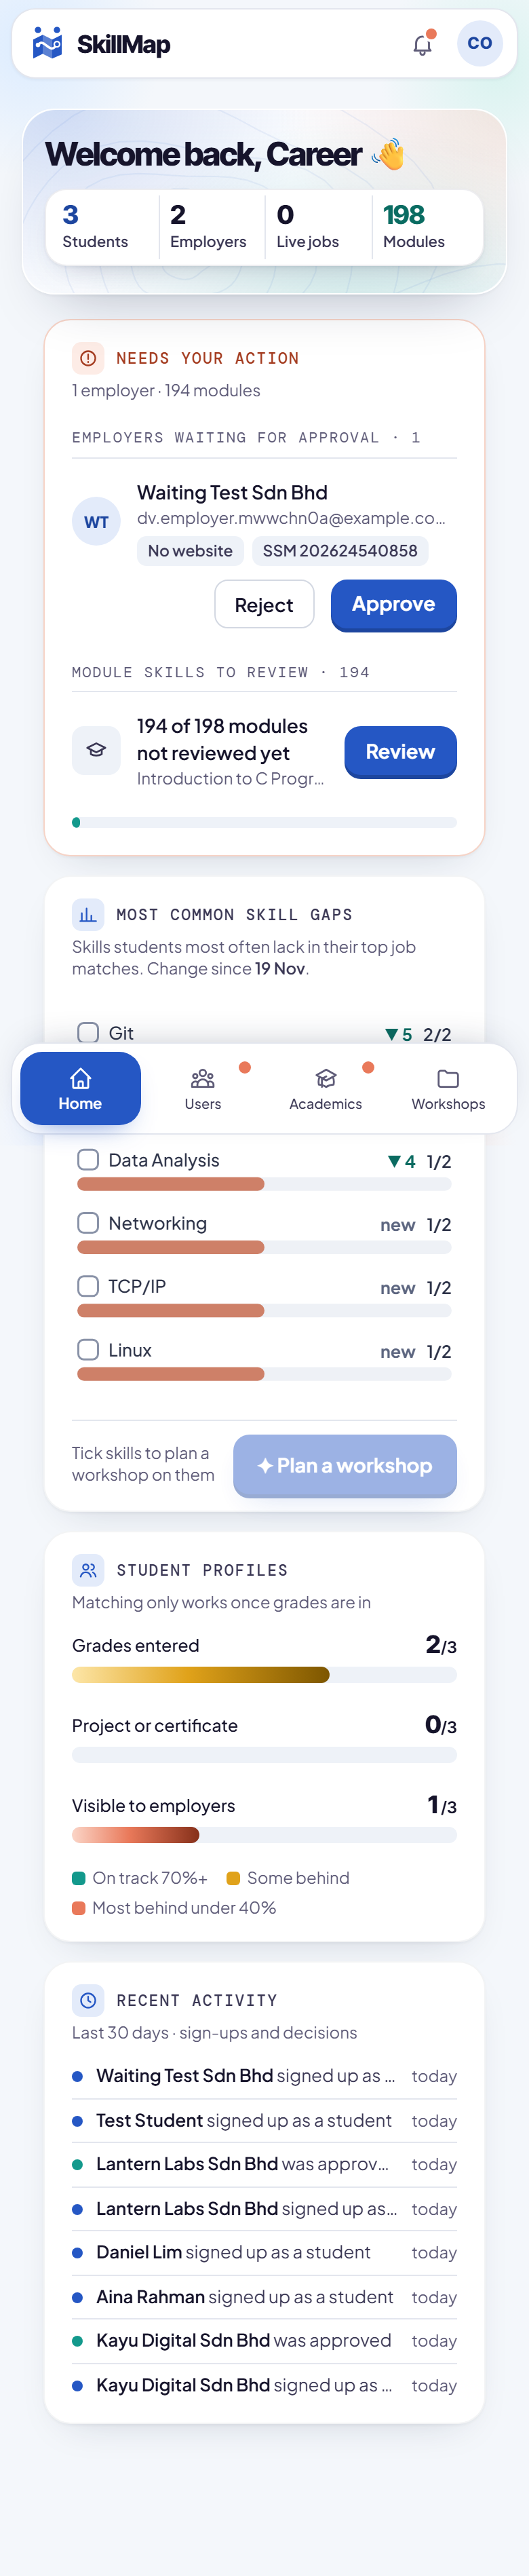 SkillMap
CO
Welcome back, Career 👋
3
Students
2
Employers
0
Live jobs
198
Modules
NEEDS YOUR ACTION
1 employer · 194 modules
EMPLOYERS WAITING FOR APPROVAL · 1
WT
Waiting Test Sdn Bhd
dv.employer.mwwchn0a@example.co...
No website
SSM 202624540858
Reject
Approve
MODULE SKILLS TO REVIEW · 194
194 of 198 modules
not reviewed yet
Introduction to C Progr...
Review
MOST COMMON SKILL GAPS
Skills students most often lack in their top job
matches. Change since 19 Nov.
Git ▼5 2/2
Home
Users
Academics
Workshops
Data Analysis ▼4 1/2
Networking new 1/2
TCP/IP new 1/2
Linux new 1/2
Tick skills to plan a
workshop on them
✦ Plan a workshop
STUDENT PROFILES
Matching only works once grades are in
Grades entered 2/3
Project or certificate 0/3
Visible to employers 1/3
On track 70%+ Some behind
Most behind under 40%
RECENT ACTIVITY
Last 30 days · sign-ups and decisions
Waiting Test Sdn Bhd signed up as ... today
Test Student signed up as a student today
Lantern Labs Sdn Bhd was approv... today
Lantern Labs Sdn Bhd signed up as... today
Daniel Lim signed up as a student today
Aina Rahman signed up as a student today
Kayu Digital Sdn Bhd was approved today
Kayu Digital Sdn Bhd signed up as ... today